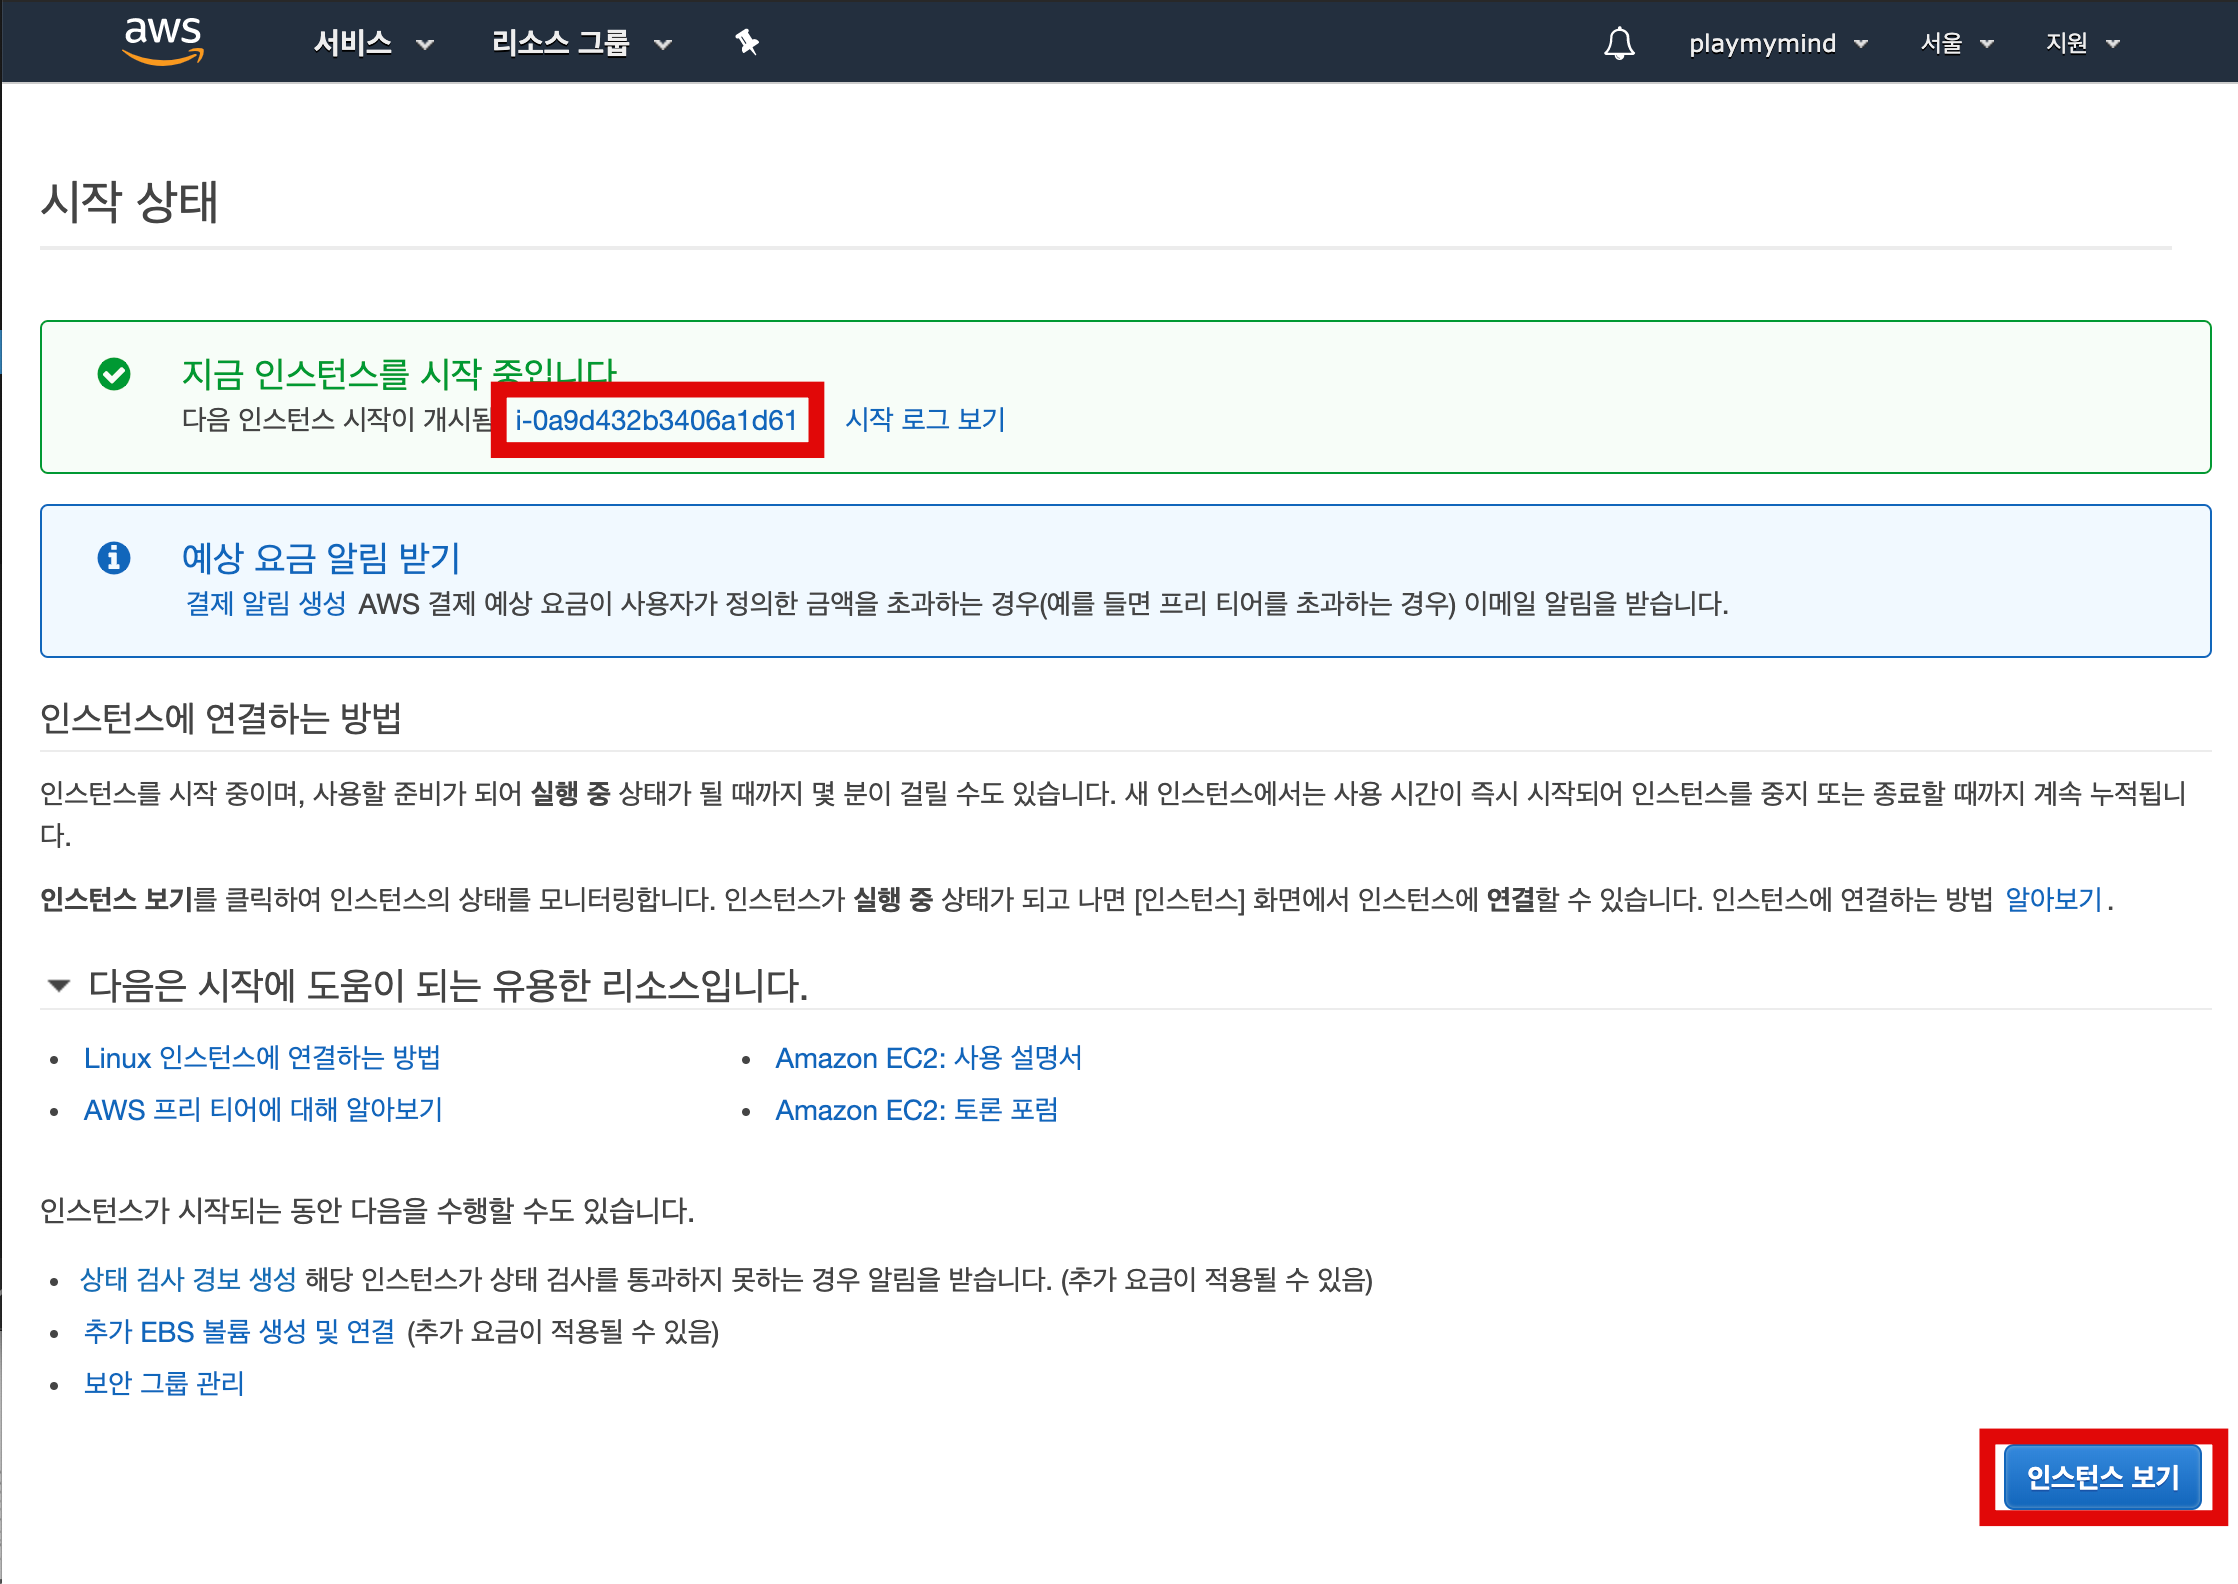 aws 서비스 리소스 그룹 playmymind 서울 지원
시작 상태
지금 인스턴스를 시작 중입니다
다음 인스턴스 시작이 개시됨 i-0a9d432b3406a1d61 시작 로그 보기
예상 요금 알림 받기
결제 알림 생성 AWS 결제 예상 요금이 사용자가 정의한 금액을 초과하는 경우(예를 들면 프리 티어를 초과하는 경우) 이메일 알림을 받습니다.
인스턴스에 연결하는 방법
인스턴스를 시작 중이며, 사용할 준비가 되어 실행 중 상태가 될 때까지 몇 분이 걸릴 수도 있습니다. 새 인스턴스에서는 사용 시간이 즉시 시작되어 인스턴스를 중지 또는 종료할 때까지 계속 누적됩니
다.
인스턴스 보기를 클릭하여 인스턴스의 상태를 모니터링합니다. 인스턴스가 실행 중 상태가 되고 나면 [인스턴스] 화면에서 인스턴스에 연결할 수 있습니다. 인스턴스에 연결하는 방법 알아보기.
다음은 시작에 도움이 되는 유용한 리소스입니다.
• Linux 인스턴스에 연결하는 방법
• AWS 프리 티어에 대해 알아보기
• Amazon EC2: 사용 설명서
• Amazon EC2: 토론 포럼
인스턴스가 시작되는 동안 다음을 수행할 수도 있습니다.
• 상태 검사 경보 생성 해당 인스턴스가 상태 검사를 통과하지 못하는 경우 알림을 받습니다. (추가 요금이 적용될 수 있음)
• 추가 EBS 볼륨 생성 및 연결 (추가 요금이 적용될 수 있음)
• 보안 그룹 관리
인스턴스 보기